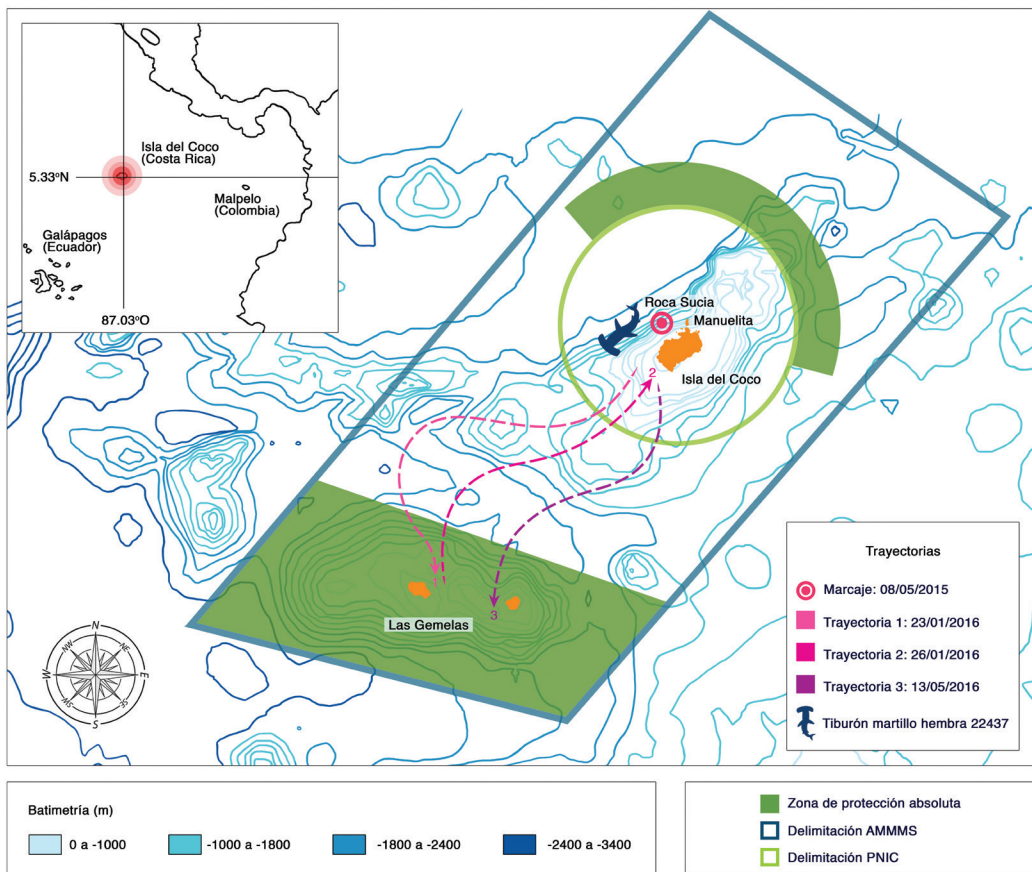 Isla del Coco
(Costa Rica)
5.33ºN
Malpelo
(Colombia)
Galápagos
(Ecuador)
87.03ºO
Roca Sucia
Manuelita
2
Isla del Coco
3
Las Gemelas
N
NE
E
SE
S
SW
W
NW
Trayectorias
Marcaje: 08/05/2015
Trayectoria 1: 23/01/2016
Trayectoria 2: 26/01/2016
Trayectoria 3: 13/05/2016
Tiburón martillo hembra 22437
Batimetría (m)
0 a -1000
-1000 a -1800
-1800 a -2400
-2400 a -3400
Zona de protección absoluta
Delimitación AMMMS
Delimitación PNIC